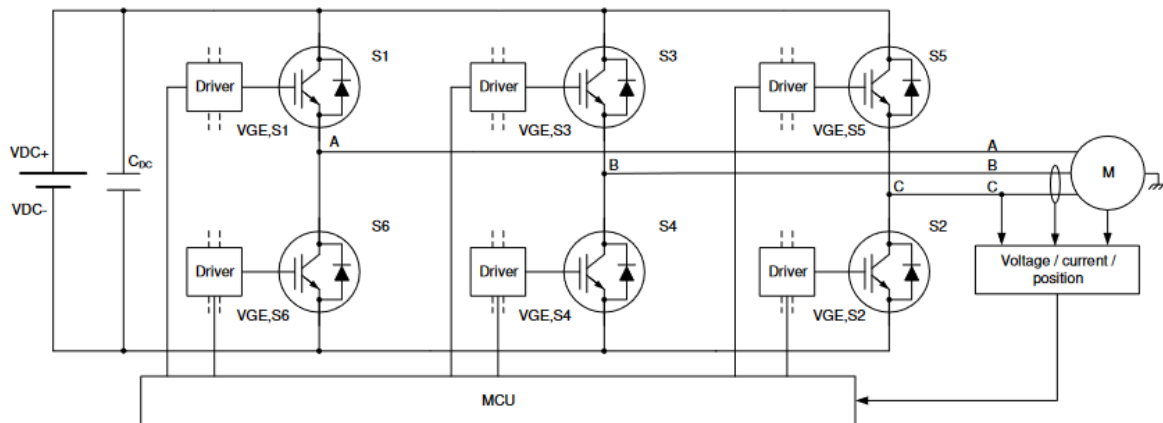 S1
S3
S5
Driver
Driver
Driver
VGE,S1
VGE,S3
VGE,S5
VDC+
CDC
VDC-
A
A
B
B
C
C
M
S6
S4
S2
Driver
Driver
Driver
Voltage / current /
position
VGE,S6
VGE,S4
VGE,S2
MCU